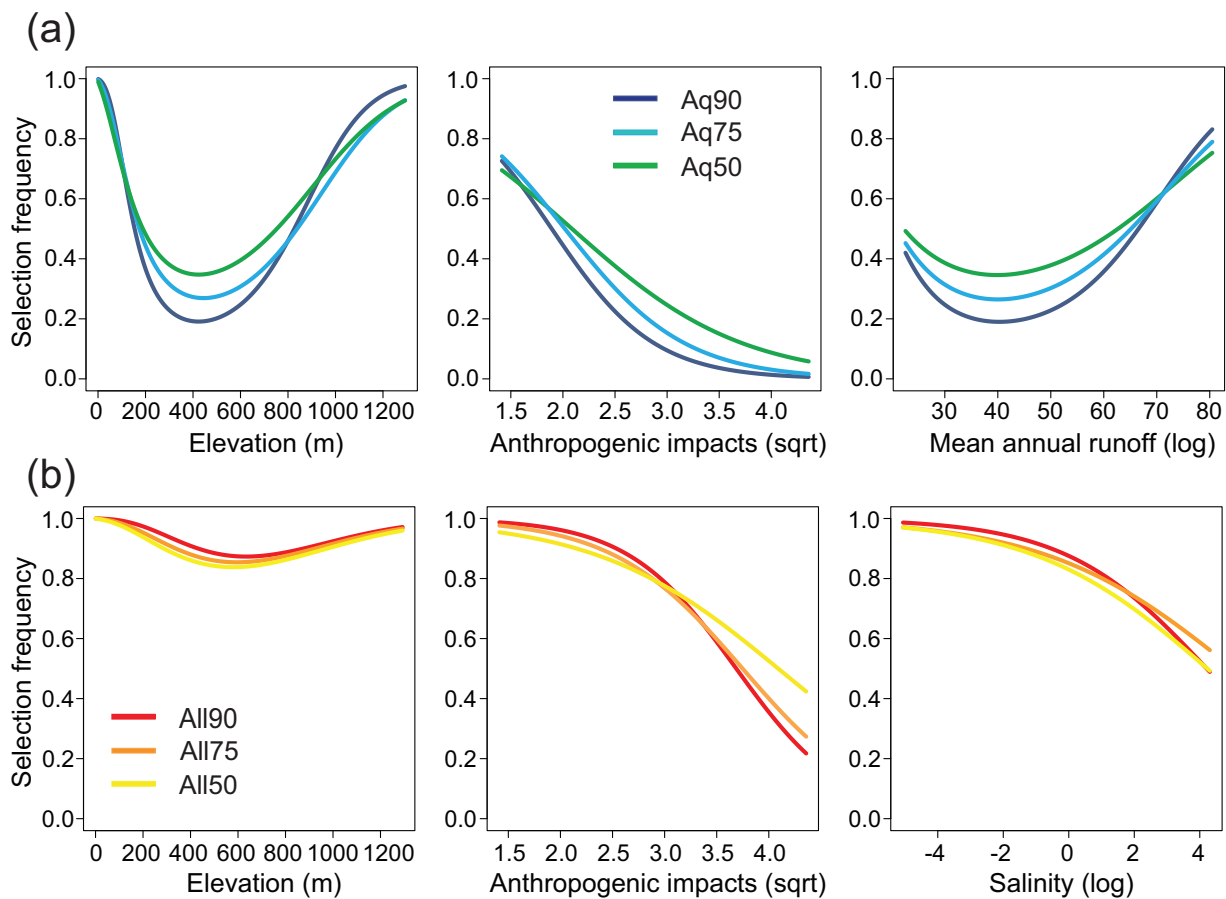 (a)
Selection frequency
1.0
0.8
0.6
0.4
0.2
0.0
0 200 400 600 800 1000 1200
Elevation (m)
1.0
0.8
0.6
0.4
0.2
0.0
Aq90
Aq75
Aq50
1.5 2.0 2.5 3.0 3.5 4.0
Anthropogenic impacts (sqrt)
1.0
0.8
0.6
0.4
0.2
0.0
30 40 50 60 70 80
Mean annual runoff (log)
(b)
Selection frequency
1.0
0.8
0.6
0.4
0.2
0.0
All90
All75
All50
0 200 400 600 800 1000 1200
Elevation (m)
1.0
0.8
0.6
0.4
0.2
0.0
1.5 2.0 2.5 3.0 3.5 4.0
Anthropogenic impacts (sqrt)
1.0
0.8
0.6
0.4
0.2
0.0
-4 -2 0 2 4
Salinity (log)